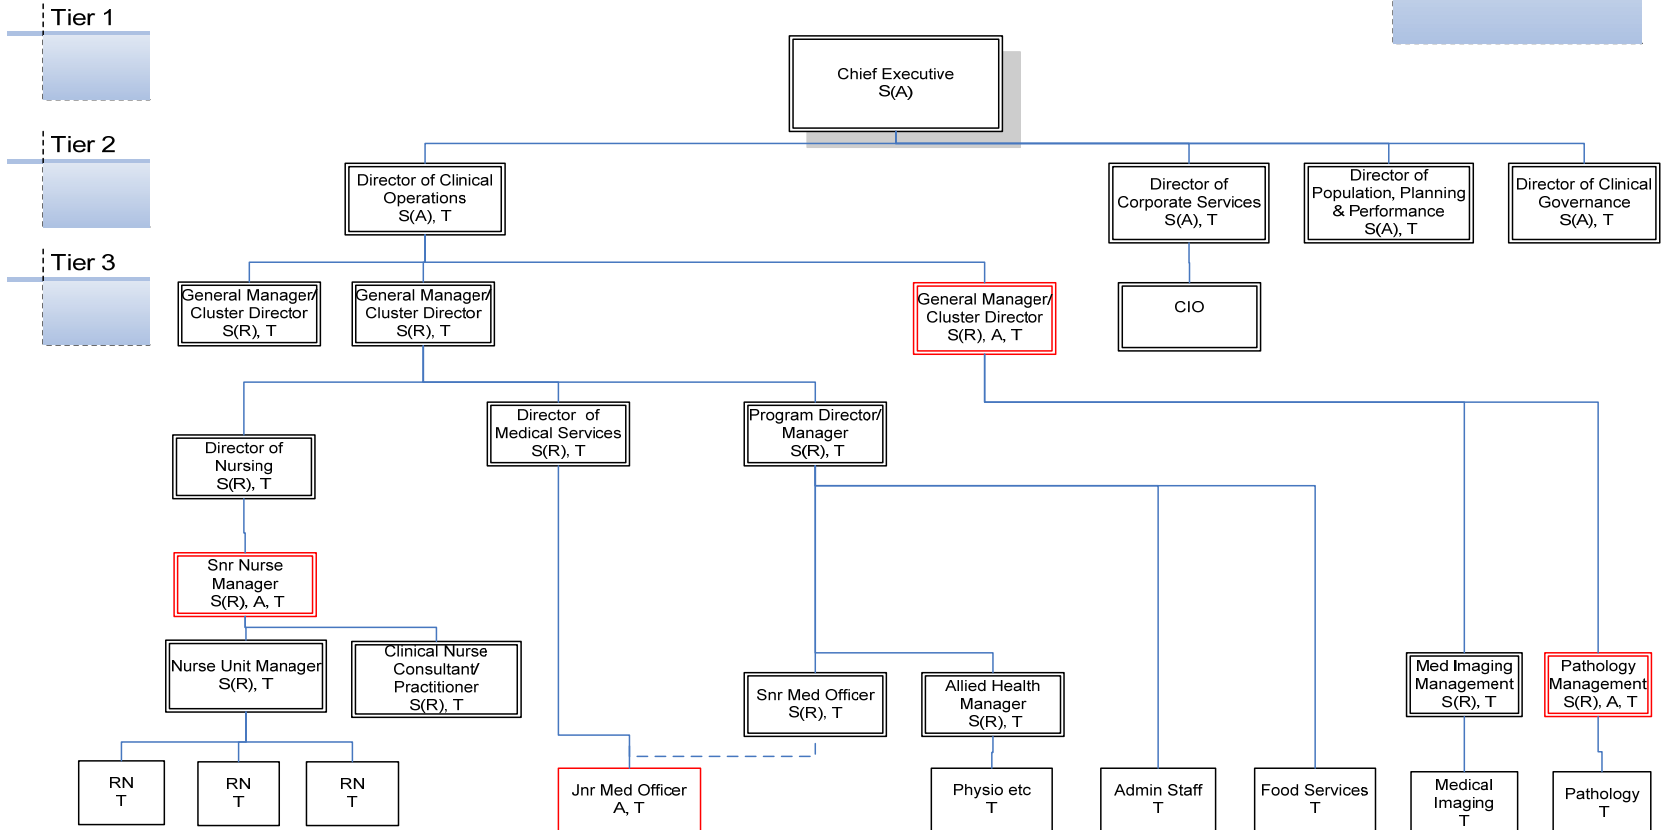 Tier 1
Chief Executive
S(A)
Tier 2
Director of Clinical
Operations
S(A), T
Director of
Corporate Services
S(A), T
Director of
Population, Planning
& Performance
S(A), T
Director of Clinical
Governance
S(A), T
Tier 3
General Manager/
Cluster Director
S(R), T
General Manager/
Cluster Director
S(R), T
General Manager/
Cluster Director
S(R), A, T
CIO
Director of
Nursing
S(R), T
Director of
Medical Services
S(R), T
Program Director/
Manager
S(R), T
Snr Nurse
Manager
S(R), A, T
Nurse Unit Manager
S(R), T
Clinical Nurse
Consultant/
Practitioner
S(R), T
Snr Med Officer
S(R), T
Allied Health
Manager
S(R), T
Med Imaging
Management
S(R), T
Pathology
Management
S(R), A, T
RN
T
RN
T
RN
T
Jnr Med Officer
A, T
Physio etc
T
Admin Staff
T
Food Services
T
Medical
Imaging
T
Pathology
T